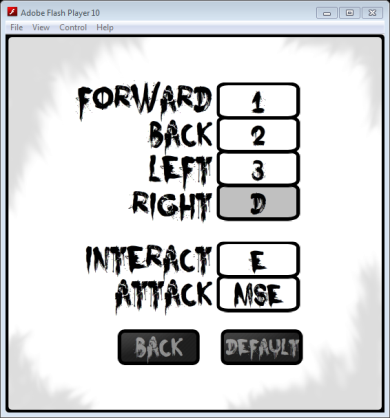 Adobe Flash Player 10
File View Control Help
FORWARD 1
BACK 2
LEFT 3
RIGHT D
INTERACT E
ATTACK MSE
BACK DEFAULT